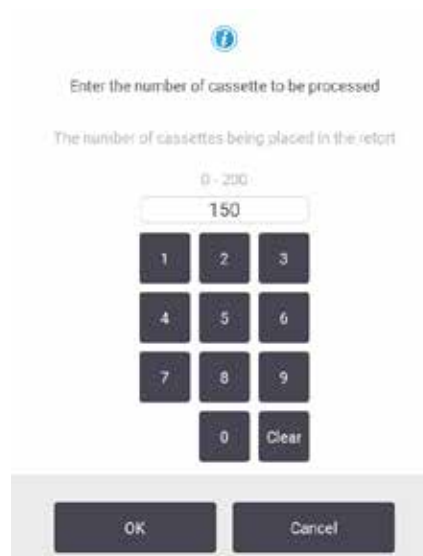 i
Enter the number of cassette to be processed
The number of cassettes being placed in the retort
0 - 200
150
1 2 3
4 5 6
7 8 9
0 Clear
OK Cancel